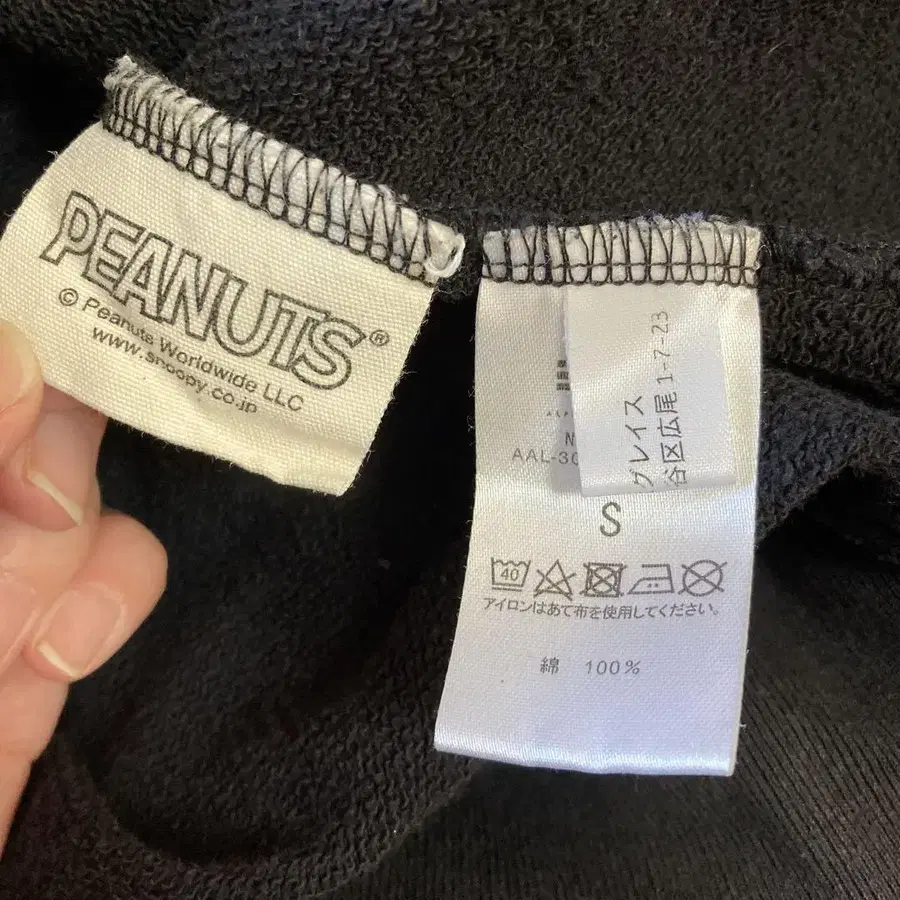 PEANUTS®
© Peanuts Worldwide LLC
www.snoopy.co.jp
グレイス
谷区広尾1-7-23
AAL-30
S
40
アイロンはあて布を使用してください。
綿 100%